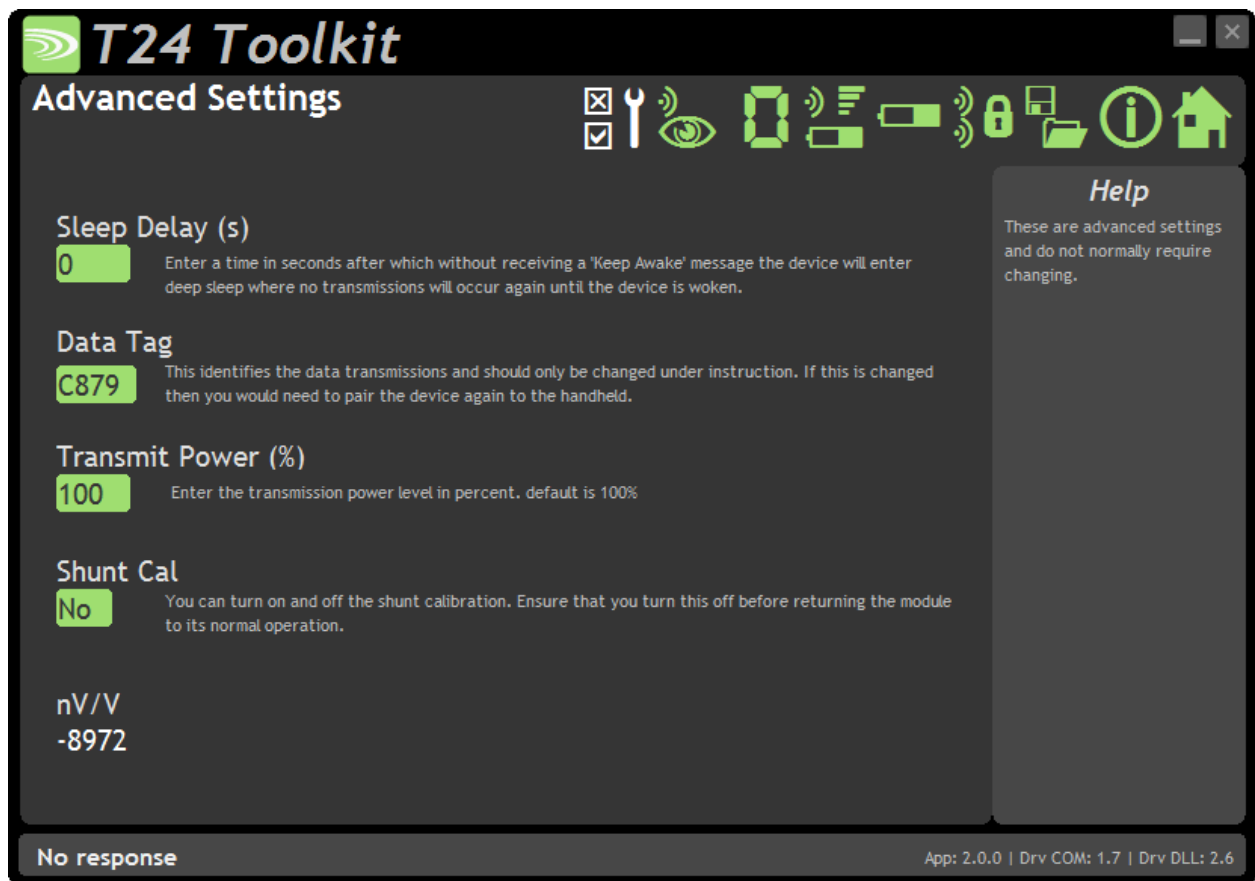 T24 Toolkit
Advanced Settings
Help
These are advanced settings
and do not normally require
changing.
Sleep Delay (s)
0
Enter a time in seconds after which without receiving a 'Keep Awake' message the device will enter
deep sleep where no transmissions will occur again until the device is woken.
Data Tag
C879
This identifies the data transmissions and should only be changed under instruction. If this is changed
then you would need to pair the device again to the handheld.
Transmit Power (%)
100
Enter the transmission power level in percent. default is 100%
Shunt Cal
No
You can turn on and off the shunt calibration. Ensure that you turn this off before returning the module
to its normal operation.
nV/V
-8972
No response
App: 2.0.0 | Drv COM: 1.7 | Drv DLL: 2.6